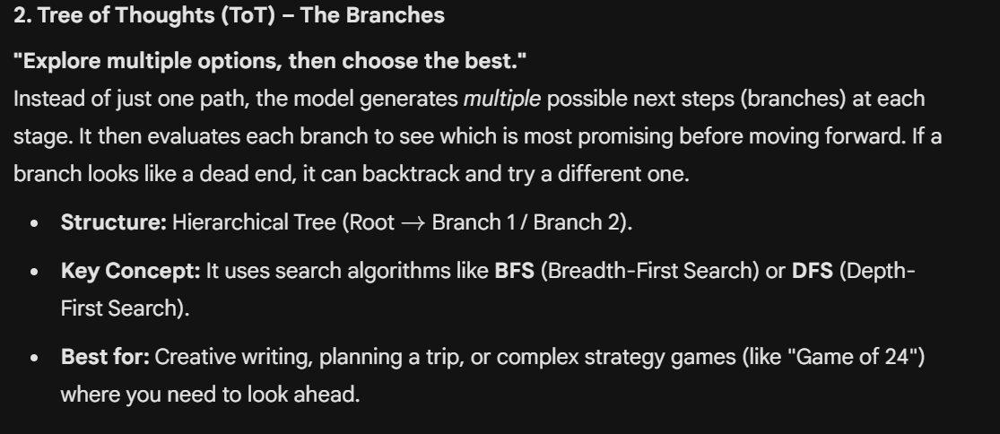 2. Tree of Thoughts (ToT) – The Branches
"Explore multiple options, then choose the best."
Instead of just one path, the model generates multiple possible next steps (branches) at each
stage. It then evaluates each branch to see which is most promising before moving forward. If a
branch looks like a dead end, it can backtrack and try a different one.
• Structure: Hierarchical Tree (Root → Branch 1 / Branch 2).
• Key Concept: It uses search algorithms like BFS (Breadth-First Search) or DFS (Depth-
First Search).
• Best for: Creative writing, planning a trip, or complex strategy games (like "Game of 24")
where you need to look ahead.